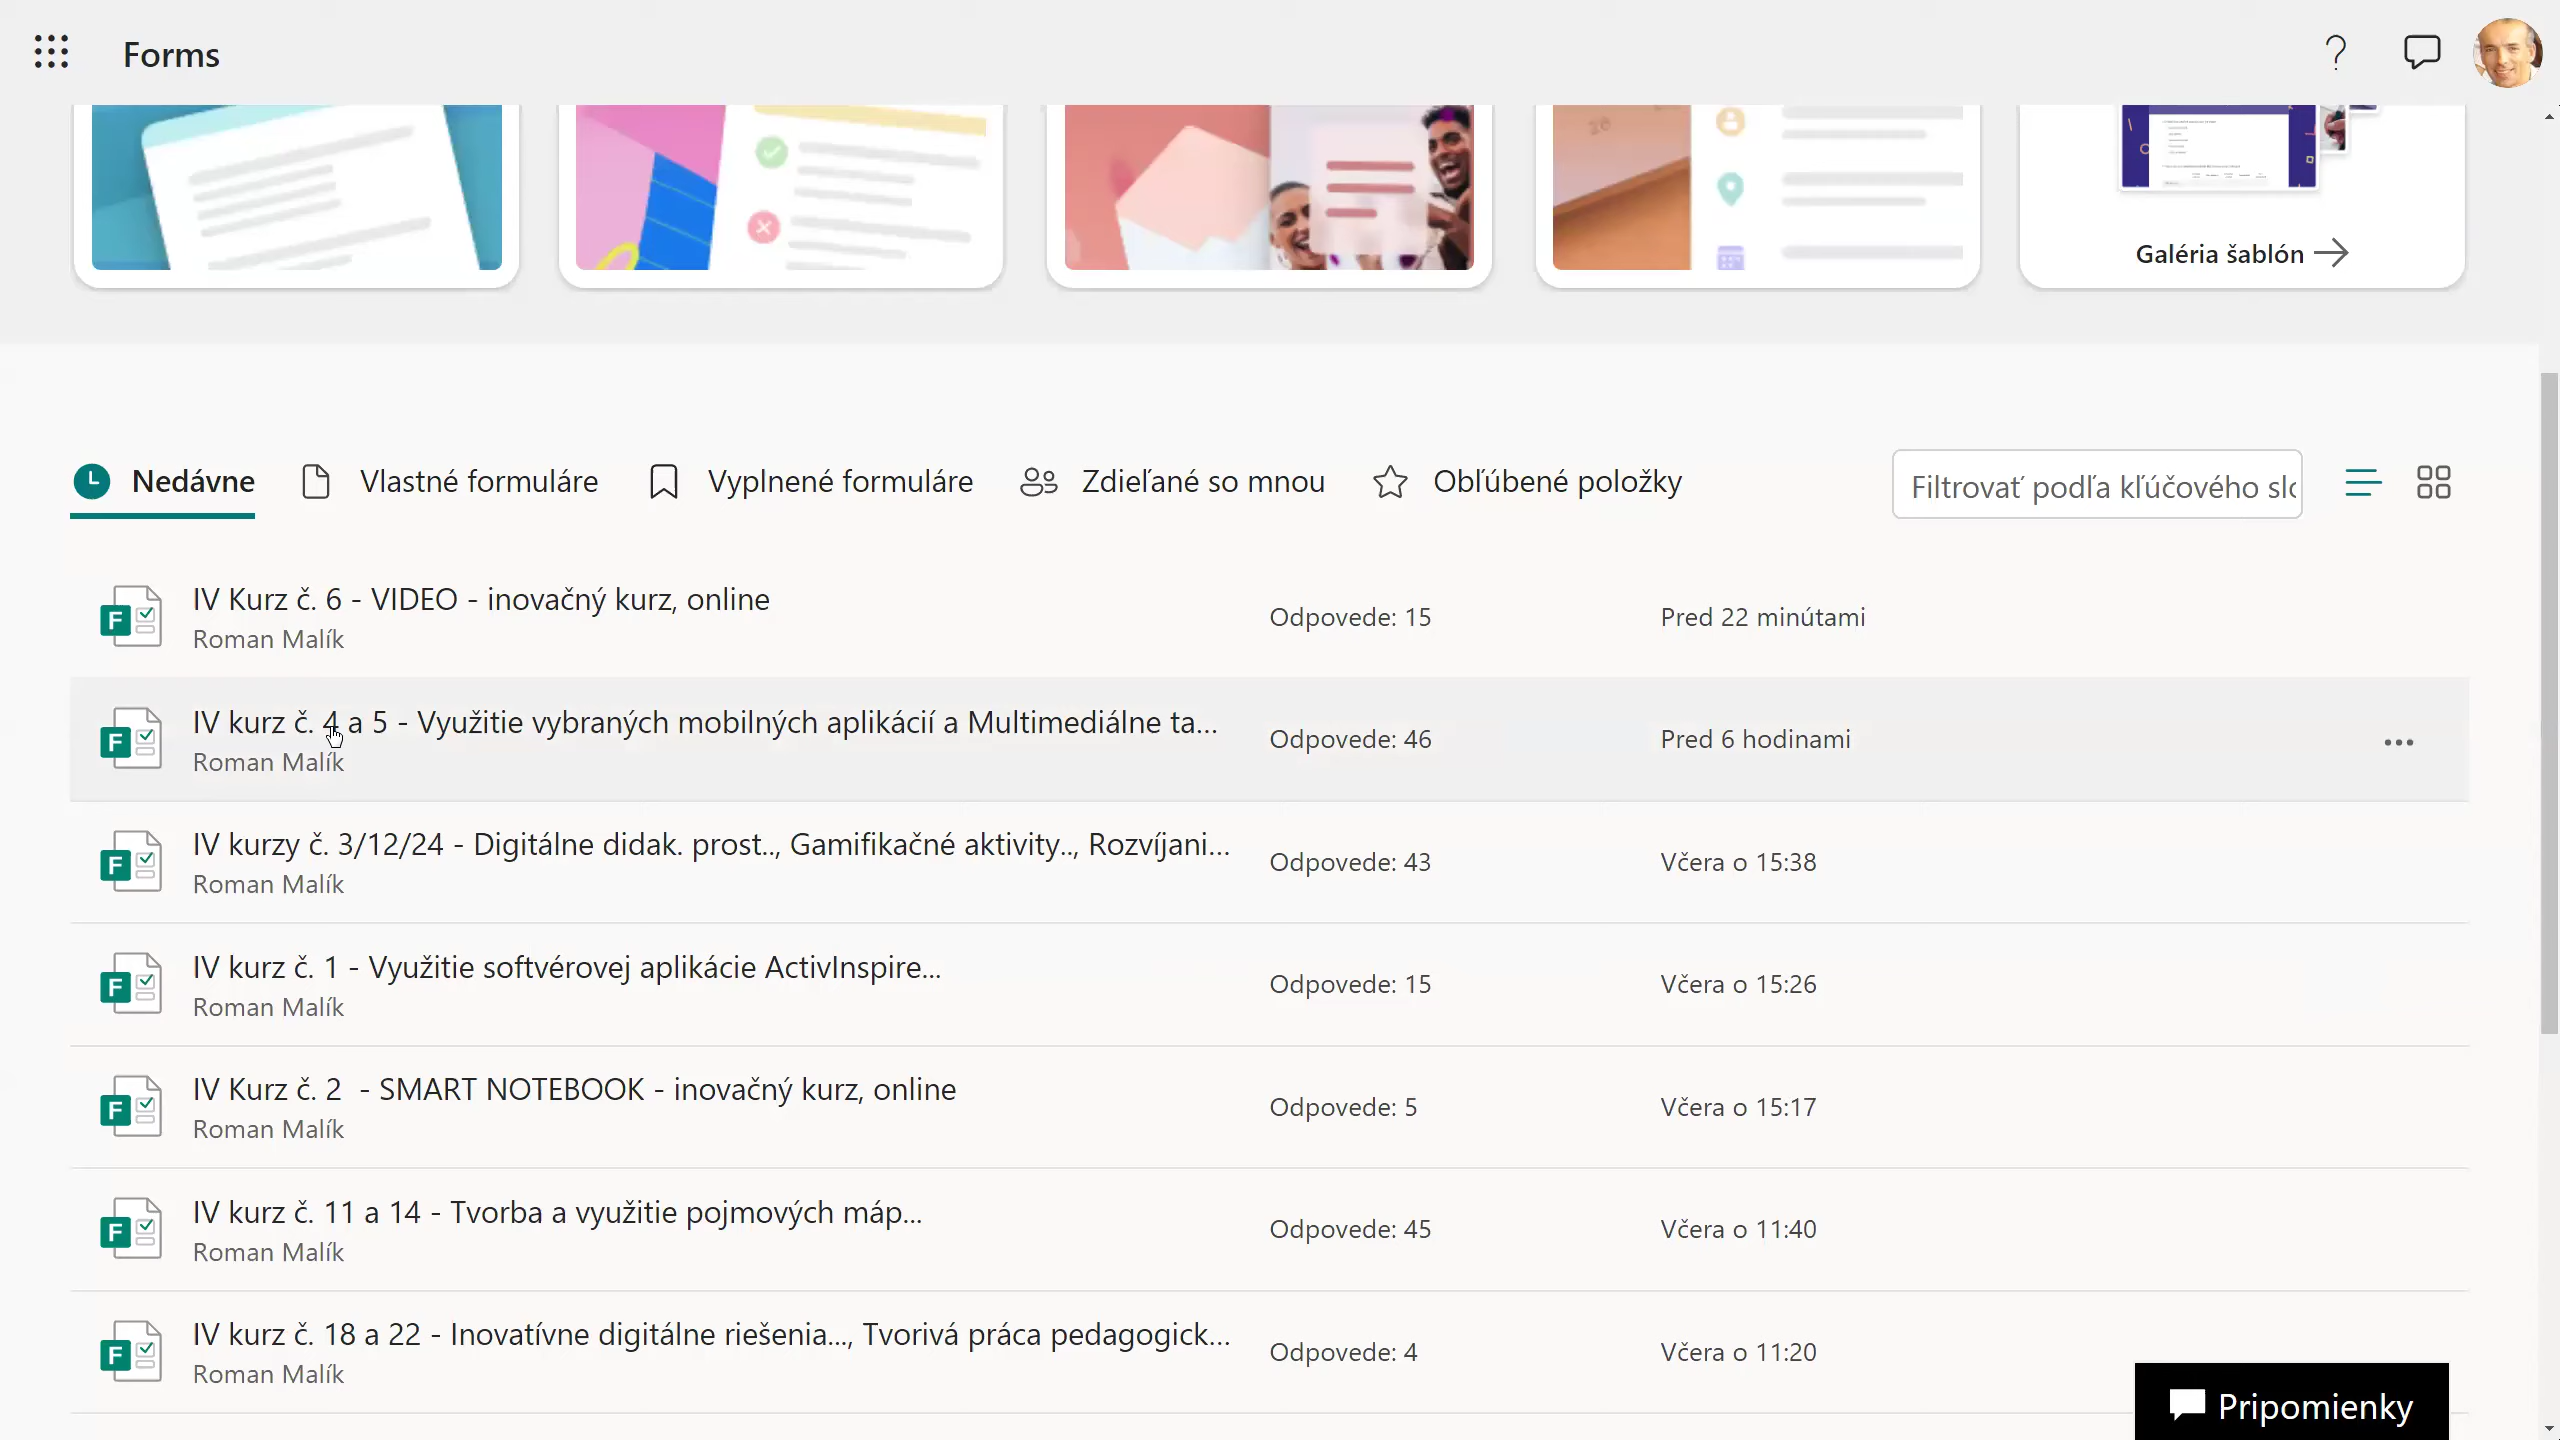 Forms
Galéria šablón
Nedávne
Vlastné formuláre
Vyplnené formuláre
Zdieľané so mnou
Obľúbené položky
Filtrovať podľa kľúčového slo
IV Kurz č. 6 - VIDEO - inovačný kurz, online
Roman Malík
Odpovede: 15
Pred 22 minútami
IV kurz č. 4 a 5 - Využitie vybraných mobilných aplikácií a Multimediálne ta...
Roman Malík
Odpovede: 46
Pred 6 hodinami
IV kurzy č. 3/12/24 - Digitálne didak. prost.., Gamifikačné aktivity.., Rozvíjani...
Roman Malík
Odpovede: 43
Včera o 15:38
IV kurz č. 1 - Využitie softvérovej aplikácie ActivInspire...
Roman Malík
Odpovede: 15
Včera o 15:26
IV Kurz č. 2 - SMART NOTEBOOK - inovačný kurz, online
Roman Malík
Odpovede: 5
Včera o 15:17
IV kurz č. 11 a 14 - Tvorba a využitie pojmových máp...
Roman Malík
Odpovede: 45
Včera o 11:40
IV kurz č. 18 a 22 - Inovatívne digitálne riešenia..., Tvorivá práca pedagogick...
Roman Malík
Odpovede: 4
Včera o 11:20
Pripomienky